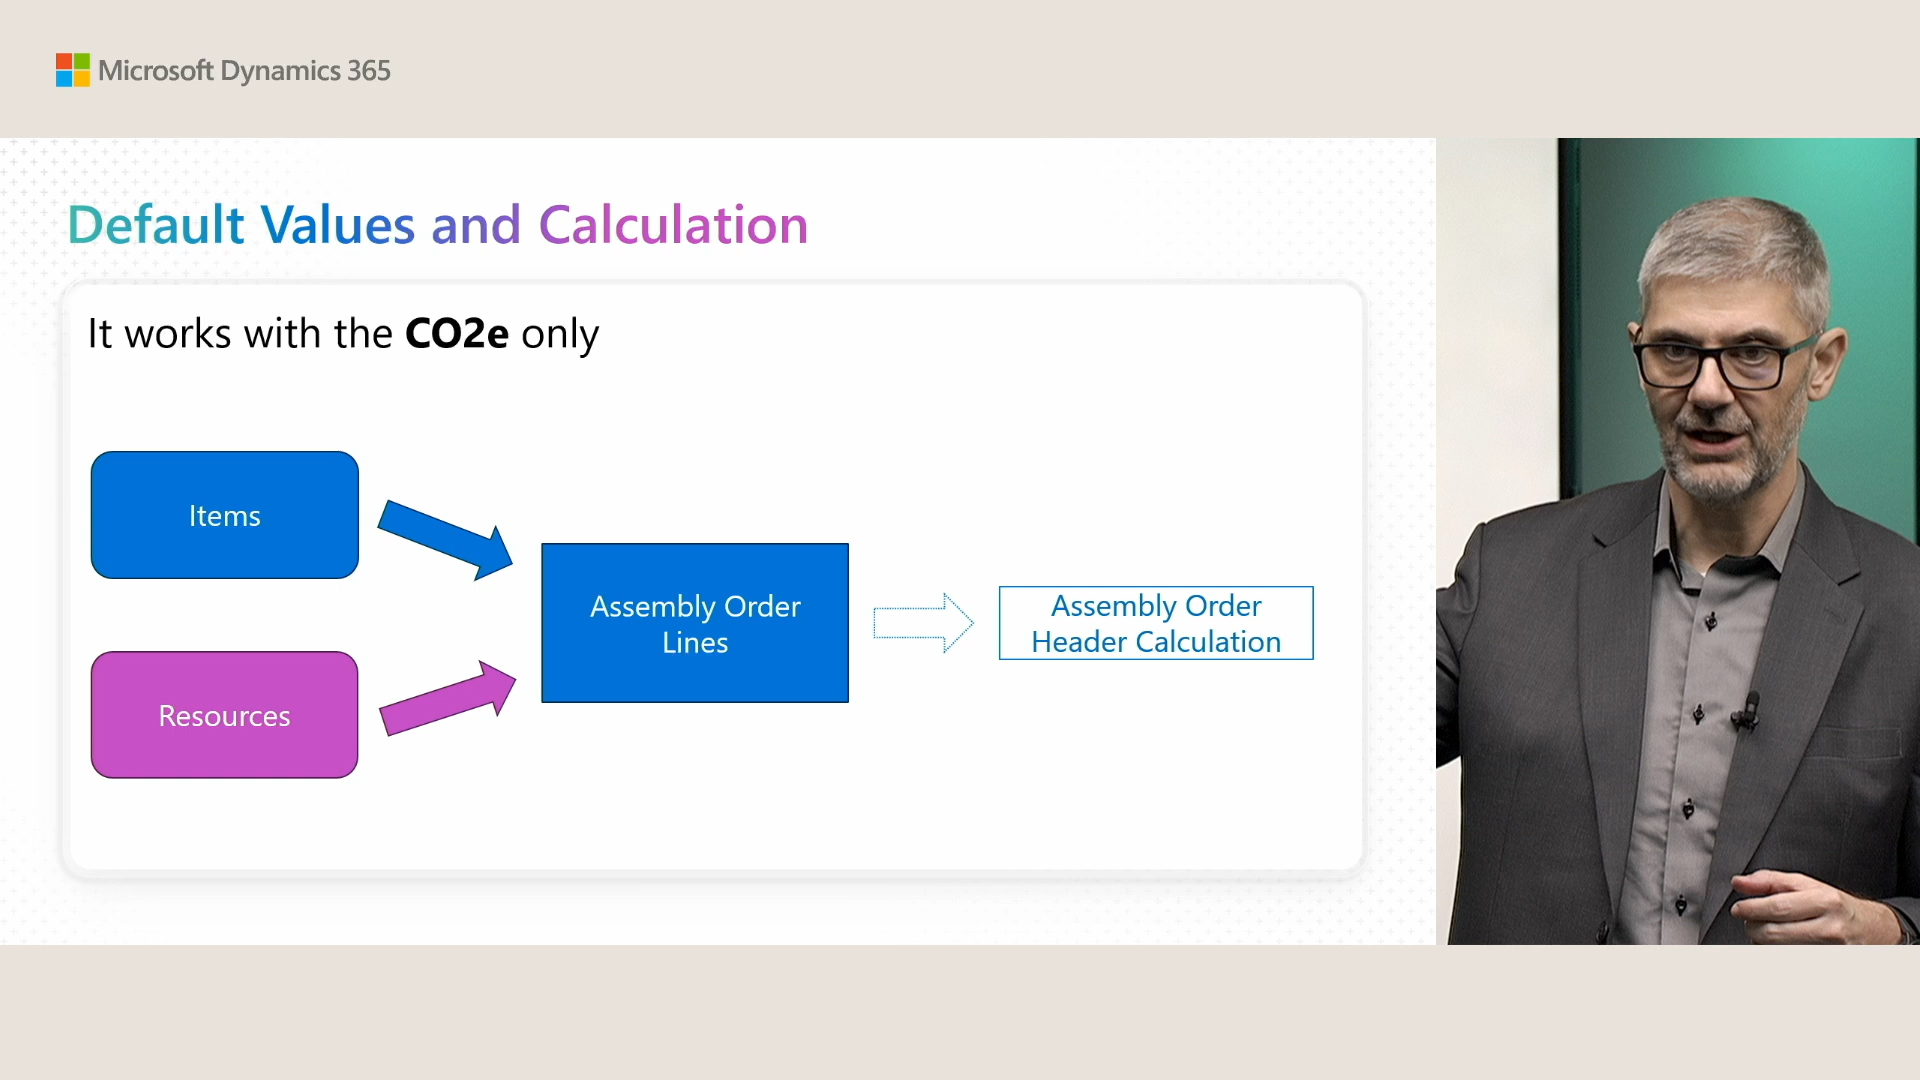 Microsoft Dynamics 365
Default Values and Calculation
It works with the CO2e only
Items
Resources
Assembly Order
Lines
Assembly Order
Header Calculation